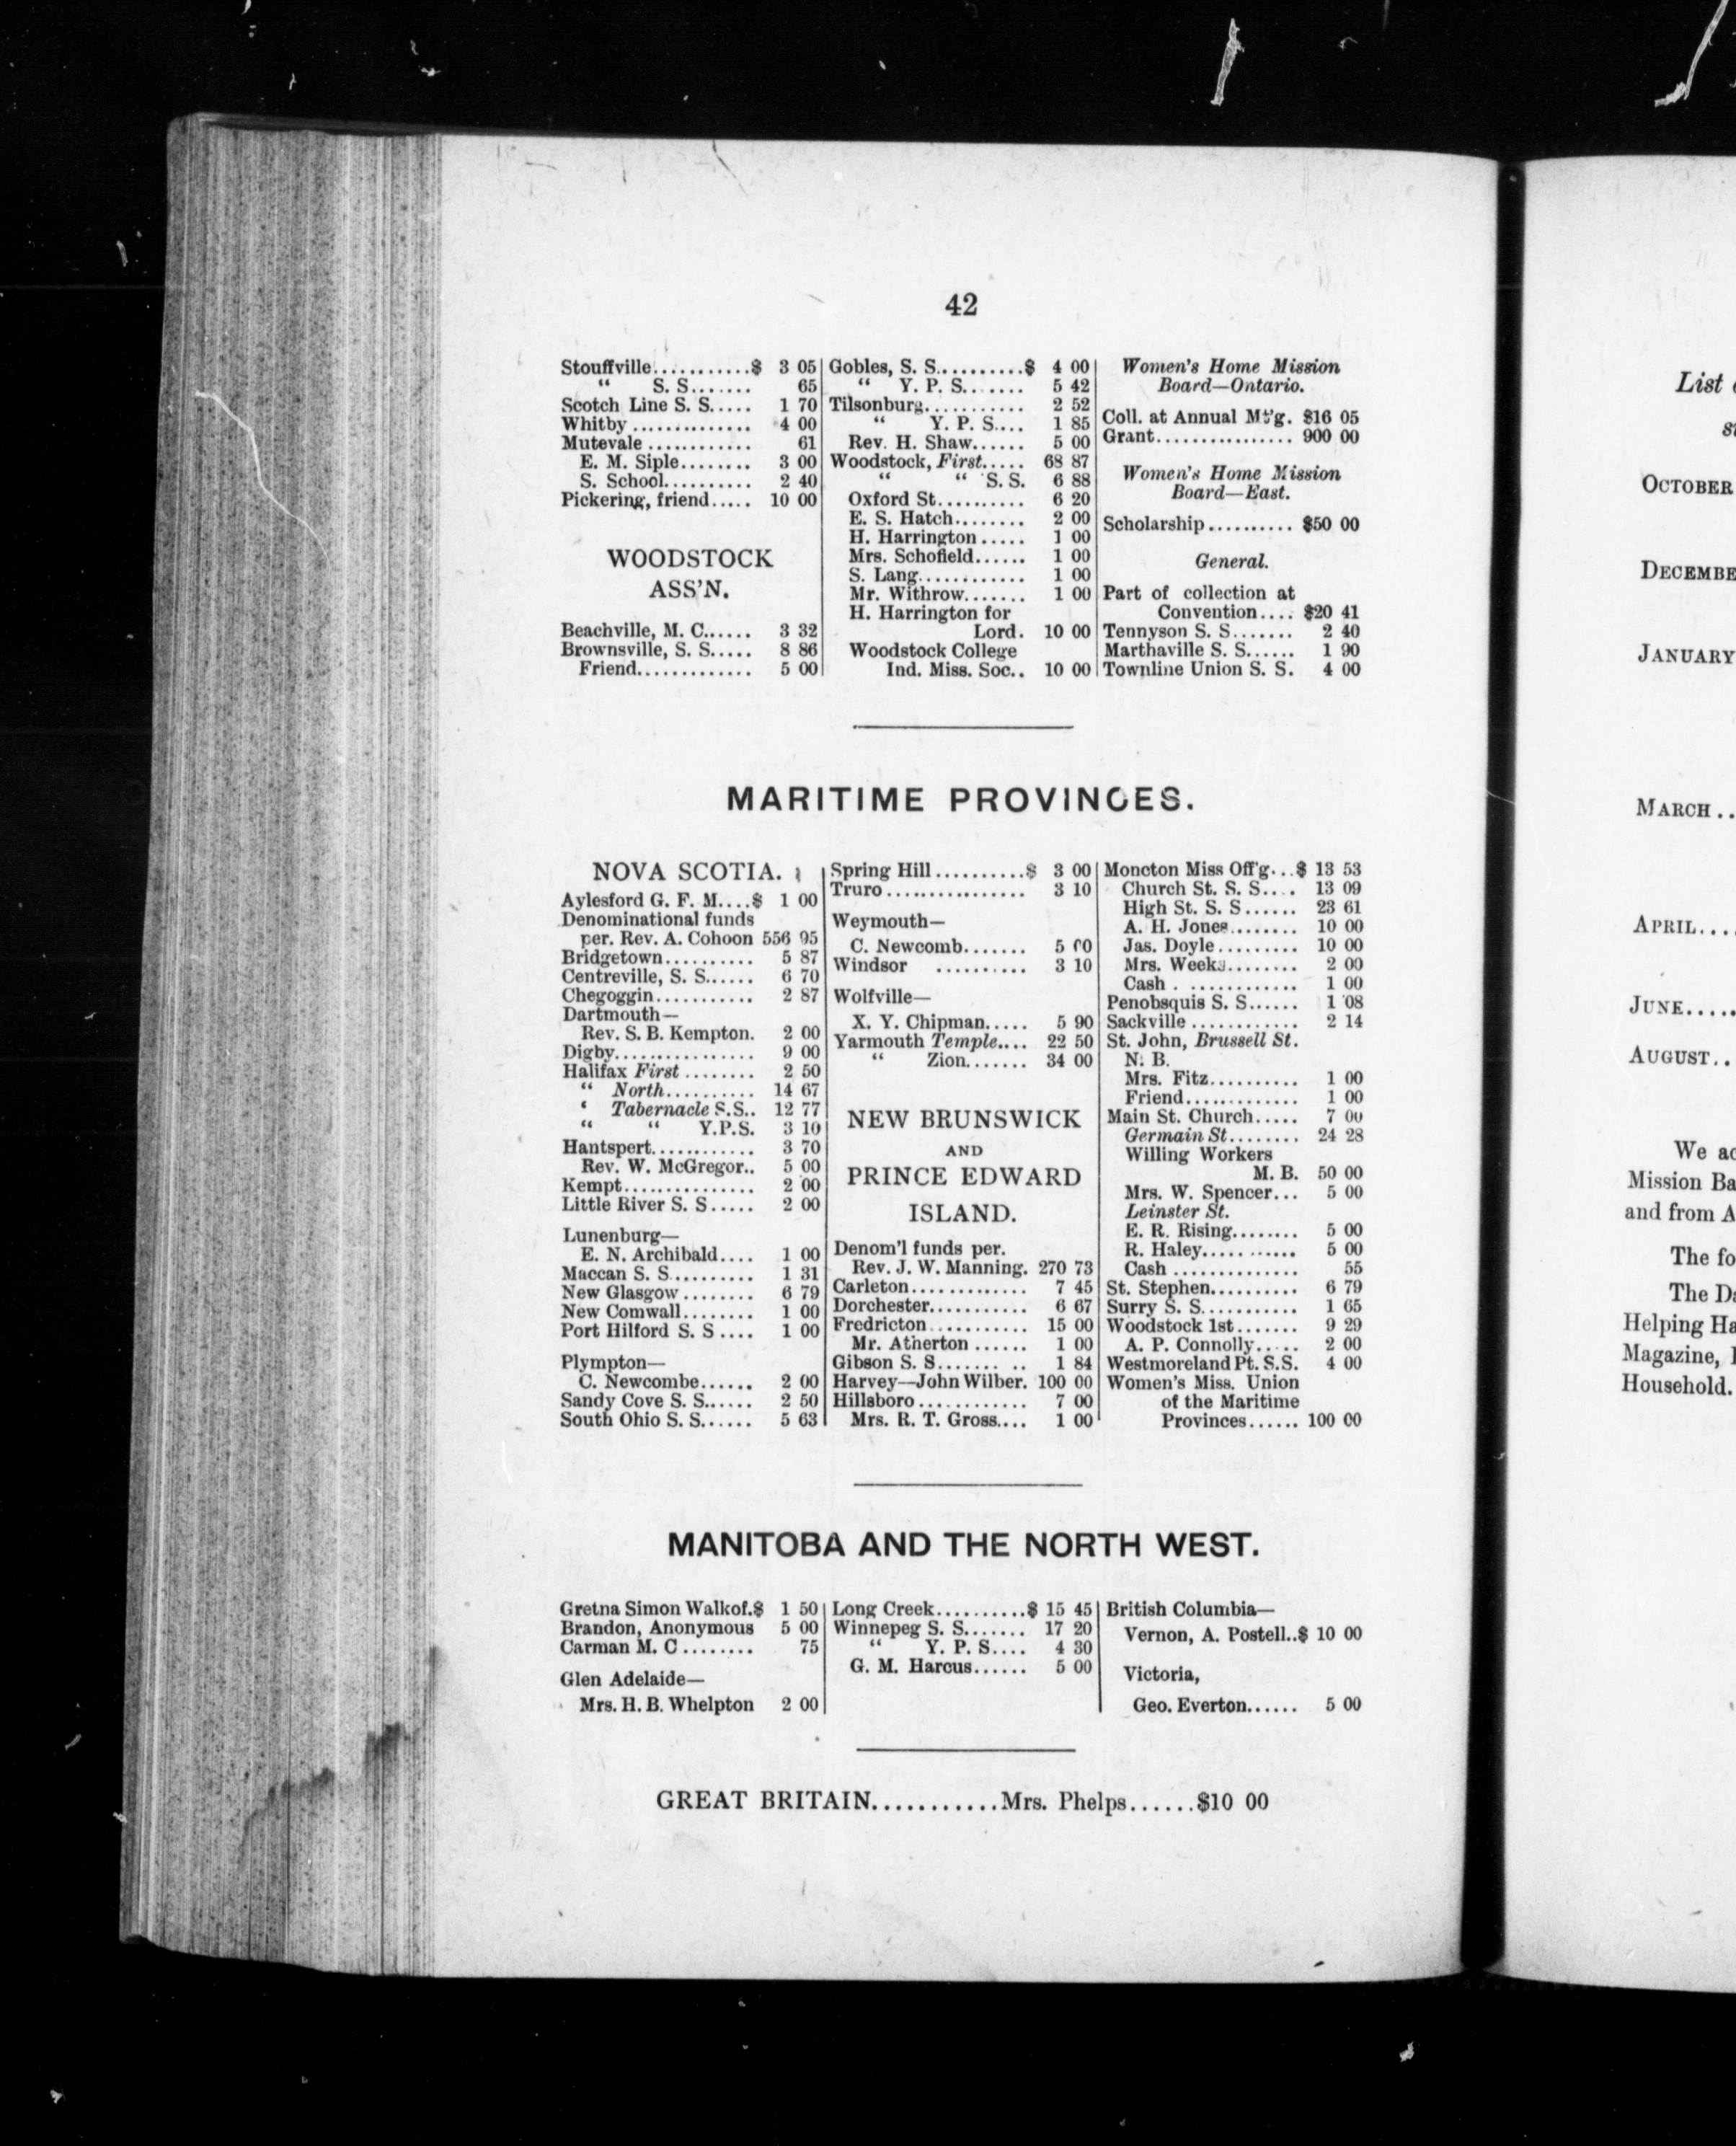 42
Stouffville...........$ 3 05
" S. S....... 65
Scotch Line S. S..... 1 70
Whitby .............. 4 00
Mutevale ............ 61
E. M. Siple........ 3 00
S. School.......... 2 40
Pickering, friend..... 10 00
WOODSTOCK
ASS'N.
Beachville, M. C...... 3 32
Brownsville, S. S..... 8 86
Friend............. 5 00
Gobles, S. S..........$ 4 00
" Y. P. S....... 5 42
Tilsonburg........... 2 52
" Y. P. S.... 1 85
Rev. H. Shaw...... 5 00
Woodstock, First..... 68 87
" " S. S. 6 88
Oxford St.......... 6 20
E. S. Hatch........ 2 00
H. Harrington ..... 1 00
Mrs. Schofield...... 1 00
S. Lang............ 1 00
Mr. Withrow....... 1 00
H. Harrington for
Lord. 10 00
Woodstock College
Ind. Miss. Soc.. 10 00
Women's Home Mission
Board—Ontario.
Coll. at Annual Mt'g. $16 05
Grant................ 900 00
Women's Home Mission
Board—East.
Scholarship.......... $50 00
General.
Part of collection at
Convention.... $20 41
Tennyson S. S....... 2 40
Marthaville S. S...... 1 90
Townline Union S. S. 4 00
MARITIME PROVINCES.
NOVA SCOTIA.
Aylesford G. F. M....$ 1 00
Denominational funds
per. Rev. A. Cohoon 556 95
Bridgetown.......... 5 87
Centreville, S. S...... 6 70
Chegoggin........... 2 87
Dartmouth—
Rev. S. B. Kempton. 2 00
Digby................ 9 00
Halifax First ........ 2 50
" North.......... 14 67
‘ Tabernacle S.S.. 12 77
" " Y.P.S. 3 10
Hantspert............ 3 70
Rev. W. McGregor.. 5 00
Kempt............... 2 00
Little River S. S ..... 2 00
Lunenburg—
E. N. Archibald.... 1 00
Maccan S. S.......... 1 31
New Glasgow ........ 6 79
New Comwall........ 1 00
Port Hilford S. S .... 1 00
Plympton—
C. Newcombe...... 2 00
Sandy Cove S. S...... 2 50
South Ohio S. S...... 5 63
Spring Hill ..........$ 3 00
Truro ................ 3 10
Weymouth—
C. Newcomb....... 5 00
Windsor .......... 3 10
Wolfville—
X. Y. Chipman..... 5 90
Yarmouth Temple.... 22 50
" Zion....... 34 00
NEW BRUNSWICK
AND
PRINCE EDWARD
ISLAND.
Denom'l funds per.
Rev. J. W. Manning. 270 73
Carleton............. 7 45
Dorchester........... 6 67
Fredricton ........... 15 00
Mr. Atherton ...... 1 00
Gibson S. S....... .. 1 84
Harvey—John Wilber. 100 00
Hillsboro ............ 7 00
Mrs. R. T. Gross.... 1 00
Moncton Miss Off'g...$ 13 53
Church St. S. S.... 13 09
High St. S. S...... 23 61
A. H. Jones........ 10 00
Jas. Doyle......... 10 00
Mrs. Weeks........ 2 00
Cash . ............ 1 00
Penobsquis S. S...... 1 08
Sackville ............ 2 14
St. John, Brussell St.
N. B.
Mrs. Fitz.......... 1 00
Friend............. 1 00
Main St. Church..... 7 00
Germain St........ 24 28
Willing Workers
M. B. 50 00
Mrs. W. Spencer... 5 00
Leinster St.
E. R. Rising........ 5 00
R. Haley.......... 5 00
Cash .............. 55
St. Stephen.......... 6 79
Surry S. S........... 1 65
Woodstock 1st....... 9 29
A. P. Connolly..... 2 00
Westmoreland Pt. S.S. 4 00
Women's Miss. Union
of the Maritime
Provinces...... 100 00
MANITOBA AND THE NORTH WEST.
Gretna Simon Walkof.$ 1 50
Brandon, Anonymous 5 00
Carman M. C ........ 75
Glen Adelaide—
Mrs. H. B. Whelpton 2 00
Long Creek..........$ 15 45
Winnepeg S. S....... 17 20
" Y. P. S.... 4 30
G. M. Harcus...... 5 00
British Columbia—
Vernon, A. Postell..$ 10 00
Victoria,
Geo. Everton...... 5 00
GREAT BRITAIN...........Mrs. Phelps......$10 00
List
OCTOBER
DECEMBE
JANUARY
MARCH ..
APRIL....
JUNE.....
AUGUST..
We ac
Mission Ba
and from A
The fo
The Da
Helping Ha
Magazine,
Household.